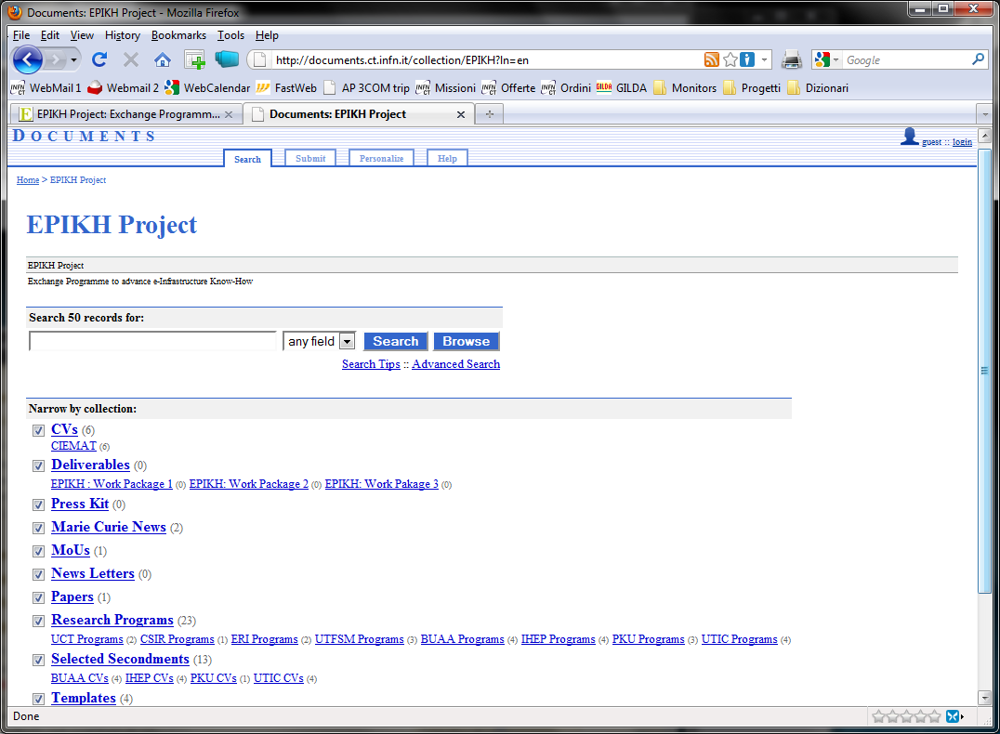 Documents: EPIKH Project - Mozilla Firefox
File Edit View History Bookmarks Tools Help
http://documents.ct.infn.it/collection/EPIKH?ln=en Google
WebMail 1 Webmail 2 WebCalendar FastWeb AP 3COM trip Missioni Offerte Ordini GILDA GILDA Monitors Progetti Dizionari
EPIKH Project: Exchange Programm... Documents: EPIKH Project
DOCUMENTS
guest :: login
Search Submit Personalize Help
Home > EPIKH Project
EPIKH Project
EPIKH Project
Exchange Programme to advance e-Infrastructure Know-How
Search 50 records for:
any field Search Browse
Search Tips :: Advanced Search
Narrow by collection:
CVs (6)
CIEMAT (6)
Deliverables (0)
EPIKH : Work Package 1 (0) EPIKH: Work Package 2 (0) EPIKH: Work Pakage 3 (0)
Press Kit (0)
Marie Curie News (2)
MoUs (1)
News Letters (0)
Papers (1)
Research Programs (23)
UCT Programs (2) CSIR Programs (1) ERI Programs (2) UTFSM Programs (3) BUAA Programs (4) IHEP Programs (4) PKU Programs (3) UTIC Programs (4)
Selected Secondments (13)
BUAA CVs (4) IHEP CVs (4) PKU CVs (1) UTIC CVs (4)
Templates (4)
Done